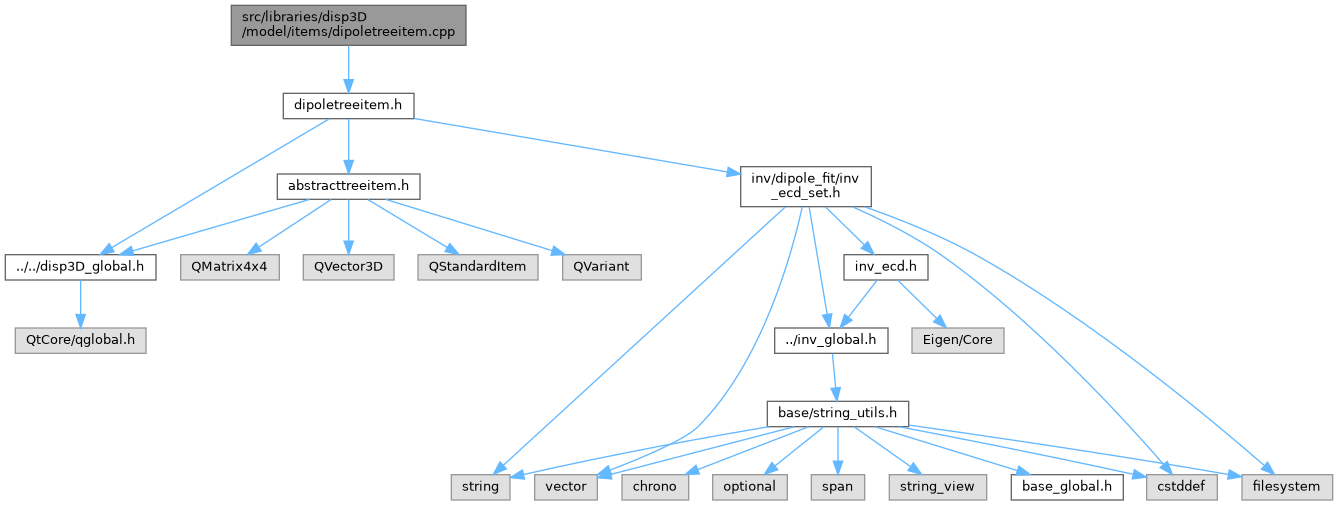 src/libraries/disp3D
/model/items/dipoletreeitem.cpp
dipoletreeitem.h
abstracttreeitem.h
inv/dipole_fit/inv
_ecd_set.h
../../disp3D_global.h
QMatrix4x4
QVector3D
QStandardItem
QVariant
inv_ecd.h
QtCore/qglobal.h
../inv_global.h
Eigen/Core
base/string_utils.h
string
vector
chrono
optional
span
string_view
base_global.h
cstddef
filesystem